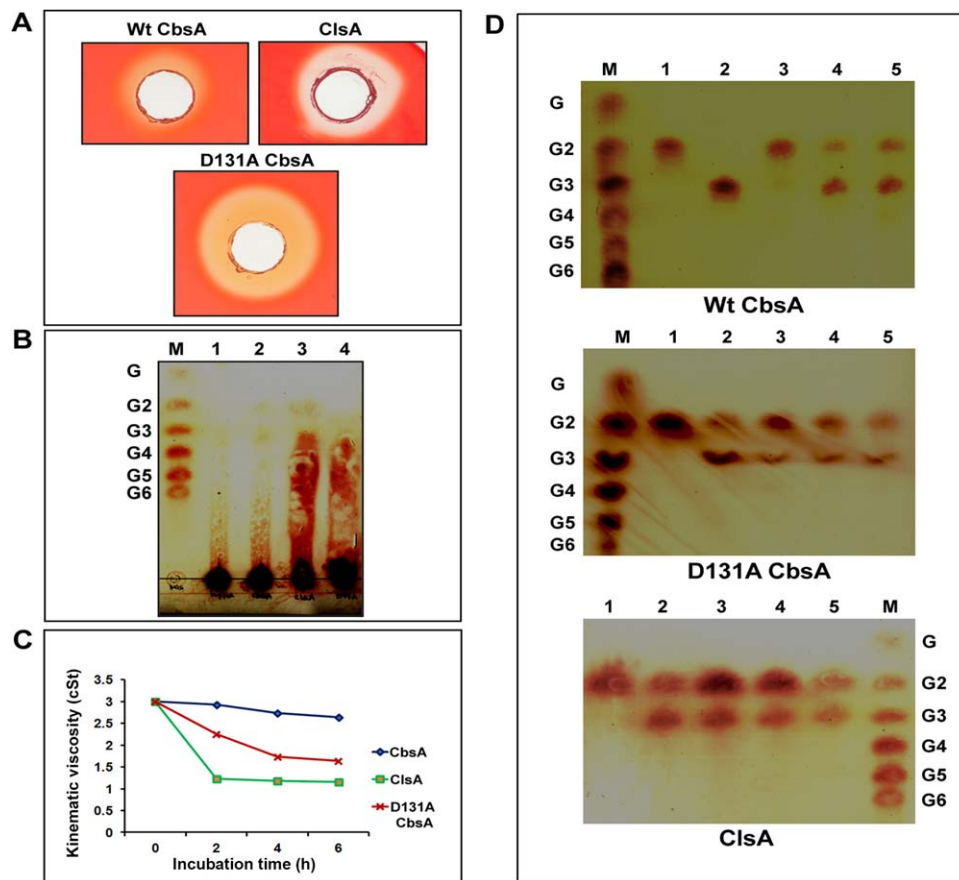 A
Wt CbsA
ClsA
D131A CbsA
B
M 1 2 3 4
G
G2
G3
G4
G5
G6
C
Kinematic viscosity (cSt)
3.5
3
2.5
2
1.5
1
0.5
0
0 2 4 6
Incubation time (h)
CbsA
ClsA
D131A
CbsA
D
M 1 2 3 4 5
G
G2
G3
G4
G5
G6
Wt CbsA
M 1 2 3 4 5
G
G2
G3
G4
G5
G6
D131A CbsA
1 2 3 4 5 M
G
G2
G3
G4
G5
G6
ClsA